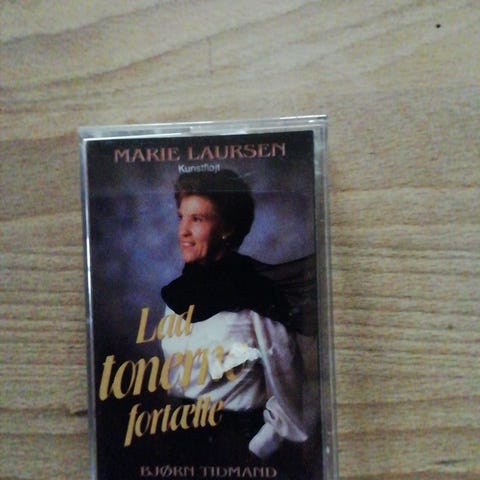 MARIE LAURSEN
Kunstfløjt
Lad
tonerne
fortælle
BJØRN TIDMAND